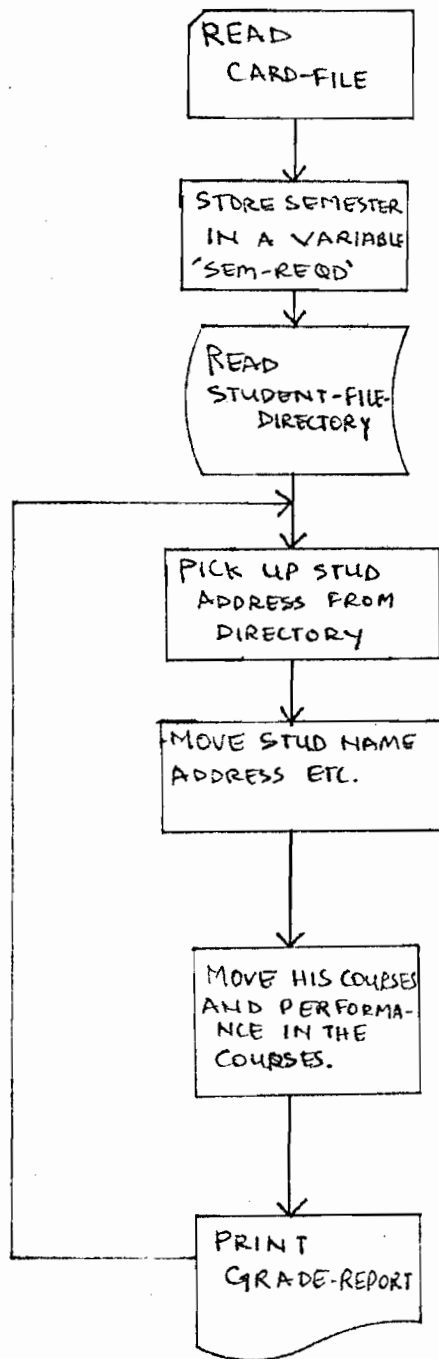 READ
CARD-FILE
STORE SEMESTER
IN A VARIABLE
'SEM-REQD'
READ
STUDENT-FILE-
DIRECTORY
PICK UP STUD
ADDRESS FROM
DIRECTORY
MOVE STUD NAME
ADDRESS ETC.
MOVE HIS COURSES
AND PERFORMA-
NCE IN THE
COURSES.
PRINT
GRADE-REPORT